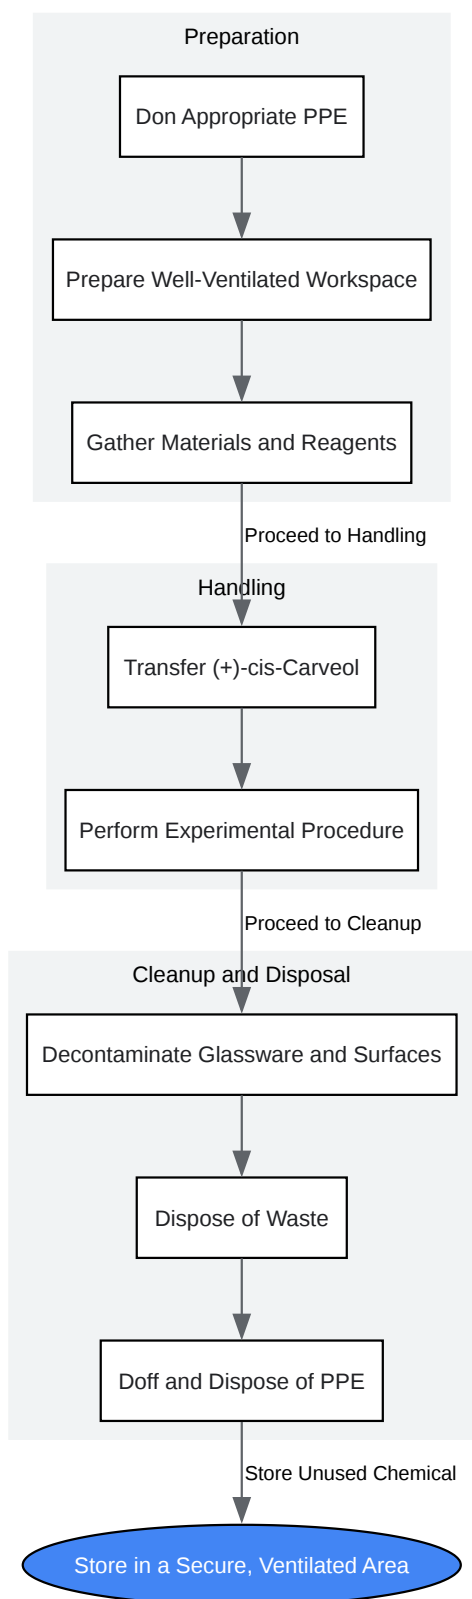 Preparation
Don Appropriate PPE
Prepare Well-Ventilated Workspace
Gather Materials and Reagents
Proceed to Handling
Handling
Transfer (+)-cis-Carveol
Perform Experimental Procedure
Proceed to Cleanup
Cleanup and Disposal
Decontaminate Glassware and Surfaces
Dispose of Waste
Doff and Dispose of PPE
Store Unused Chemical
Store in a Secure, Ventilated Area